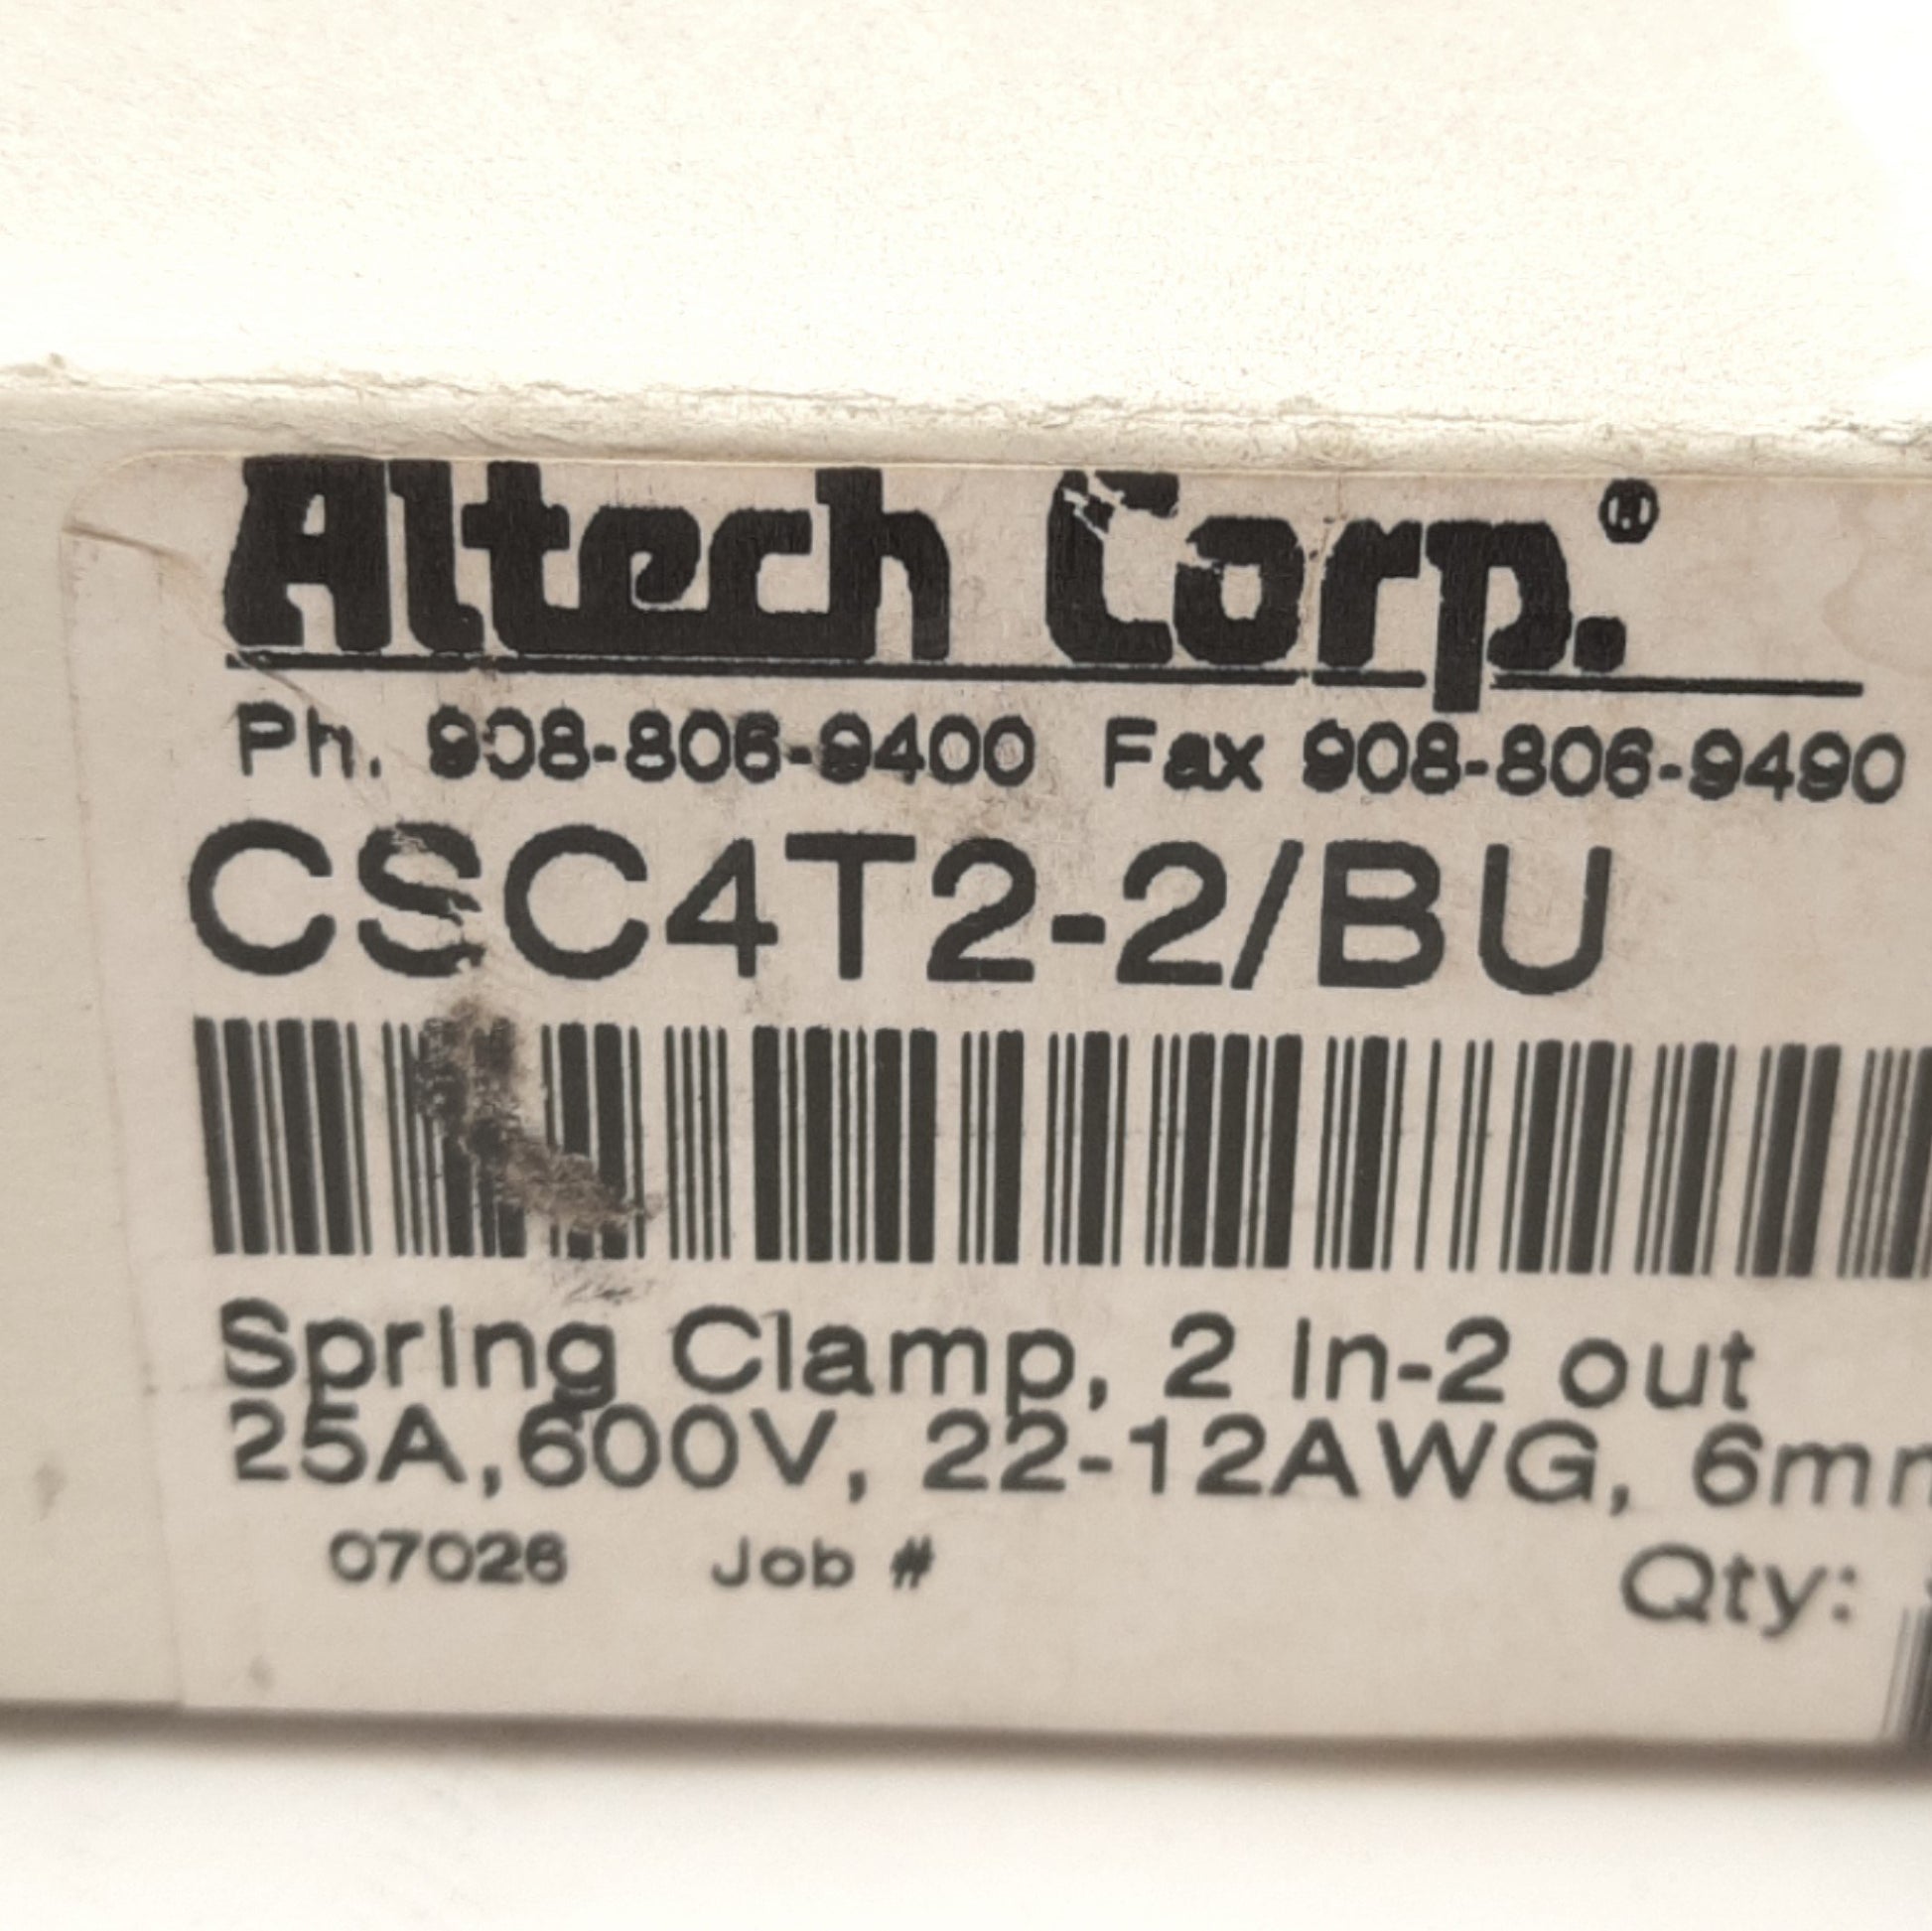 Altech Corp.®
Ph. 908-806-9400 Fax 908-806-9490
CSC4T2-2/BU
Spring Clamp, 2 in-2 out
25A,600V, 22-12AWG, 6mm
07026 Job #
Qty: